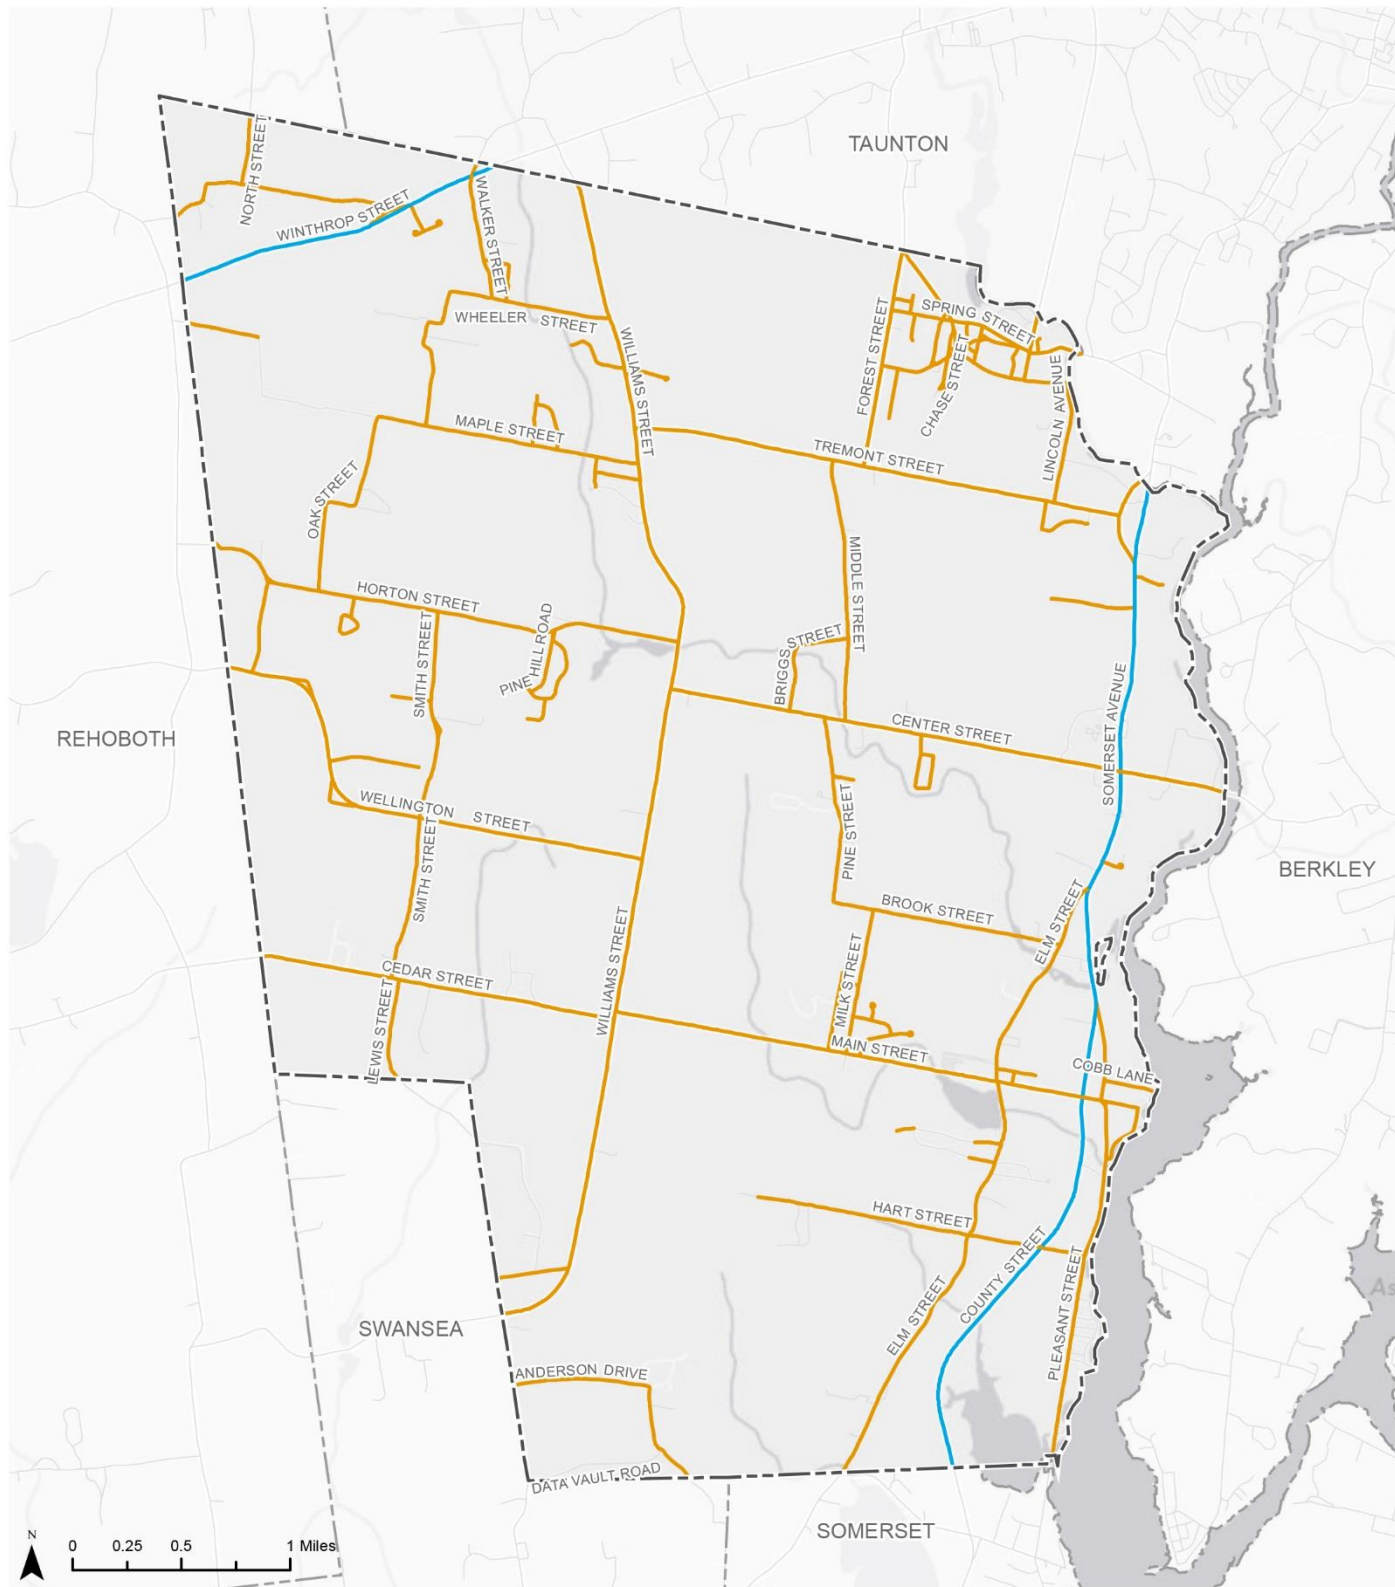 TAUNTON
NORTH STREET
WINTHROP STREET
WALKER STREET
WHEELER STREET
WILLIAMS STREET
SPRING STREET
FOREST STREET
CHASE STREET
LINCOLN AVENUE
MAPLE STREET
TREMONT STREET
OAK STREET
HORTON STREET
MIDDLE STREET
SMITH STREET
PINE HILL ROAD
BRIGGS STREET
SOMERSET AVENUE
CENTER STREET
REHOBOTH
WELLINGTON STREET
PINE STREET
BERKLEY
SMITH STREET
BROOK STREET
ELM STREET
WILLIAMS STREET
CEDAR STREET
MILK STREET
LEWIS STREET
MAIN STREET
COBB LANE
HART STREET
COUNTY STREET
PLEASANT STREET
As
SWANSEA
ELM STREET
ANDERSON DRIVE
DATA VAULT ROAD
SOMERSET
N
0 0.25 0.5 1 Miles